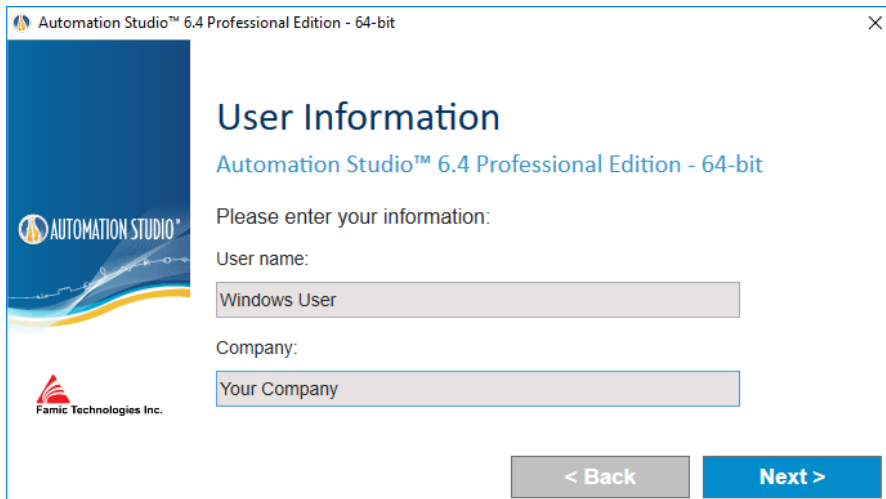 Automation Studio™ 6.4 Professional Edition - 64-bit
User Information
Automation Studio™ 6.4 Professional Edition - 64-bit
AUTOMATION STUDIO™
Please enter your information:
User name:
Windows User
Company:
Your Company
Famic Technologies Inc.
< Back
Next >